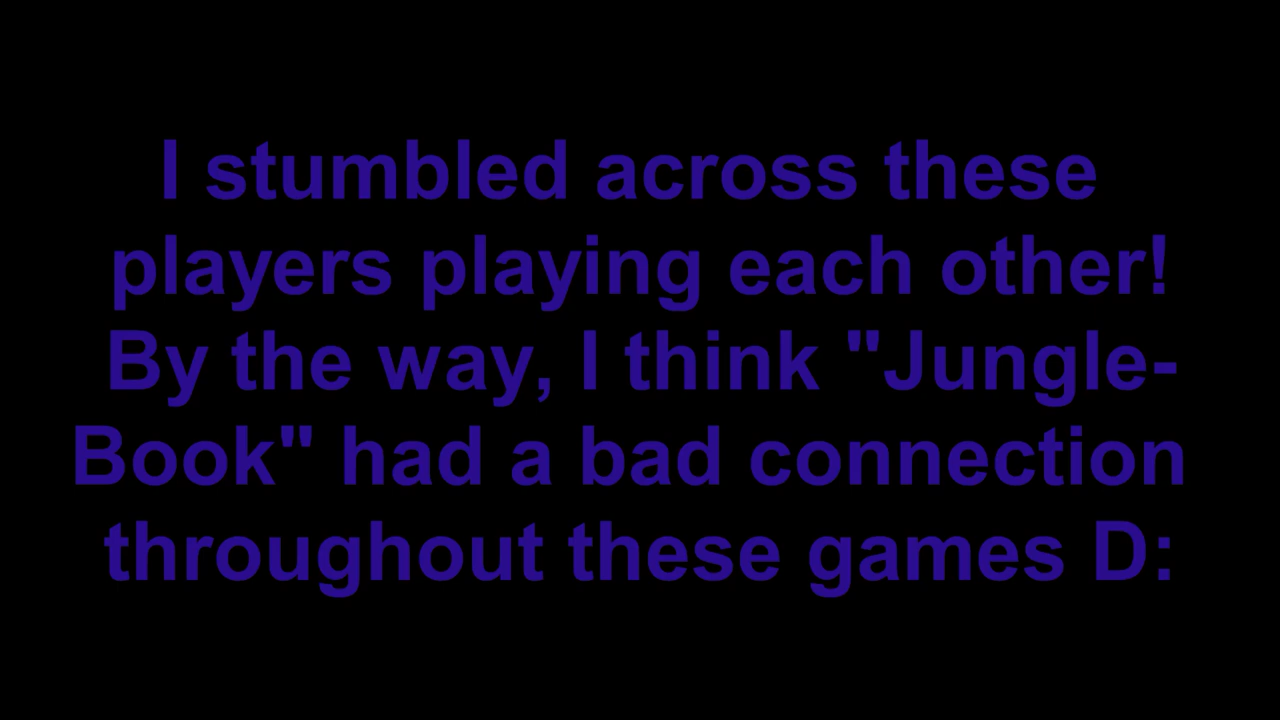 I stumbled across these
players playing each other!
By the way, I think "Jungle-
Book" had a bad connection
throughout these games D: